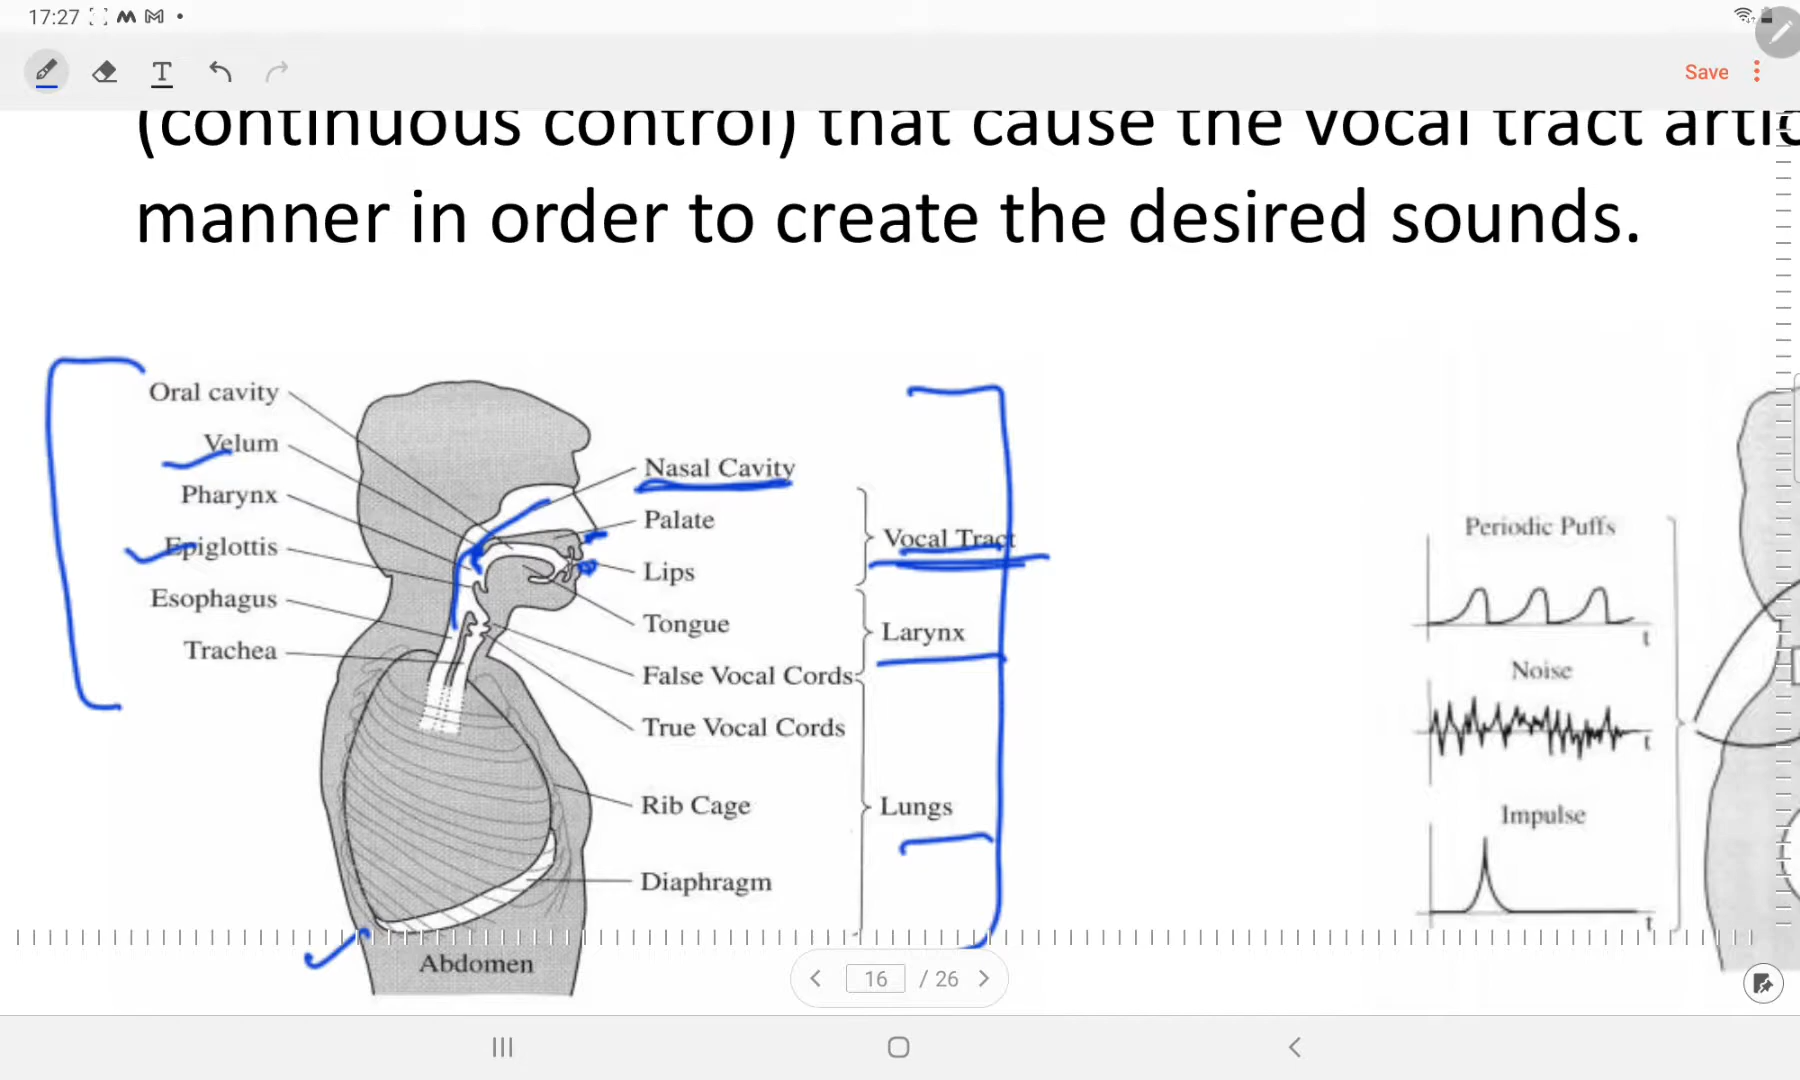 17:27
T
Save
(continuous control) that cause the vocal tract
manner in order to create the desired sounds.
Oral cavity
Velum
Pharynx
Epiglottis
Esophagus
Trachea
Nasal Cavity
Palate
Lips
Tongue
False Vocal Cords
True Vocal Cords
Rib Cage
Diaphragm
Abdomen
Vocal Tract
Larynx
Lungs
Periodic Puffs
t
Noise
t
Impulse
t
16 / 26